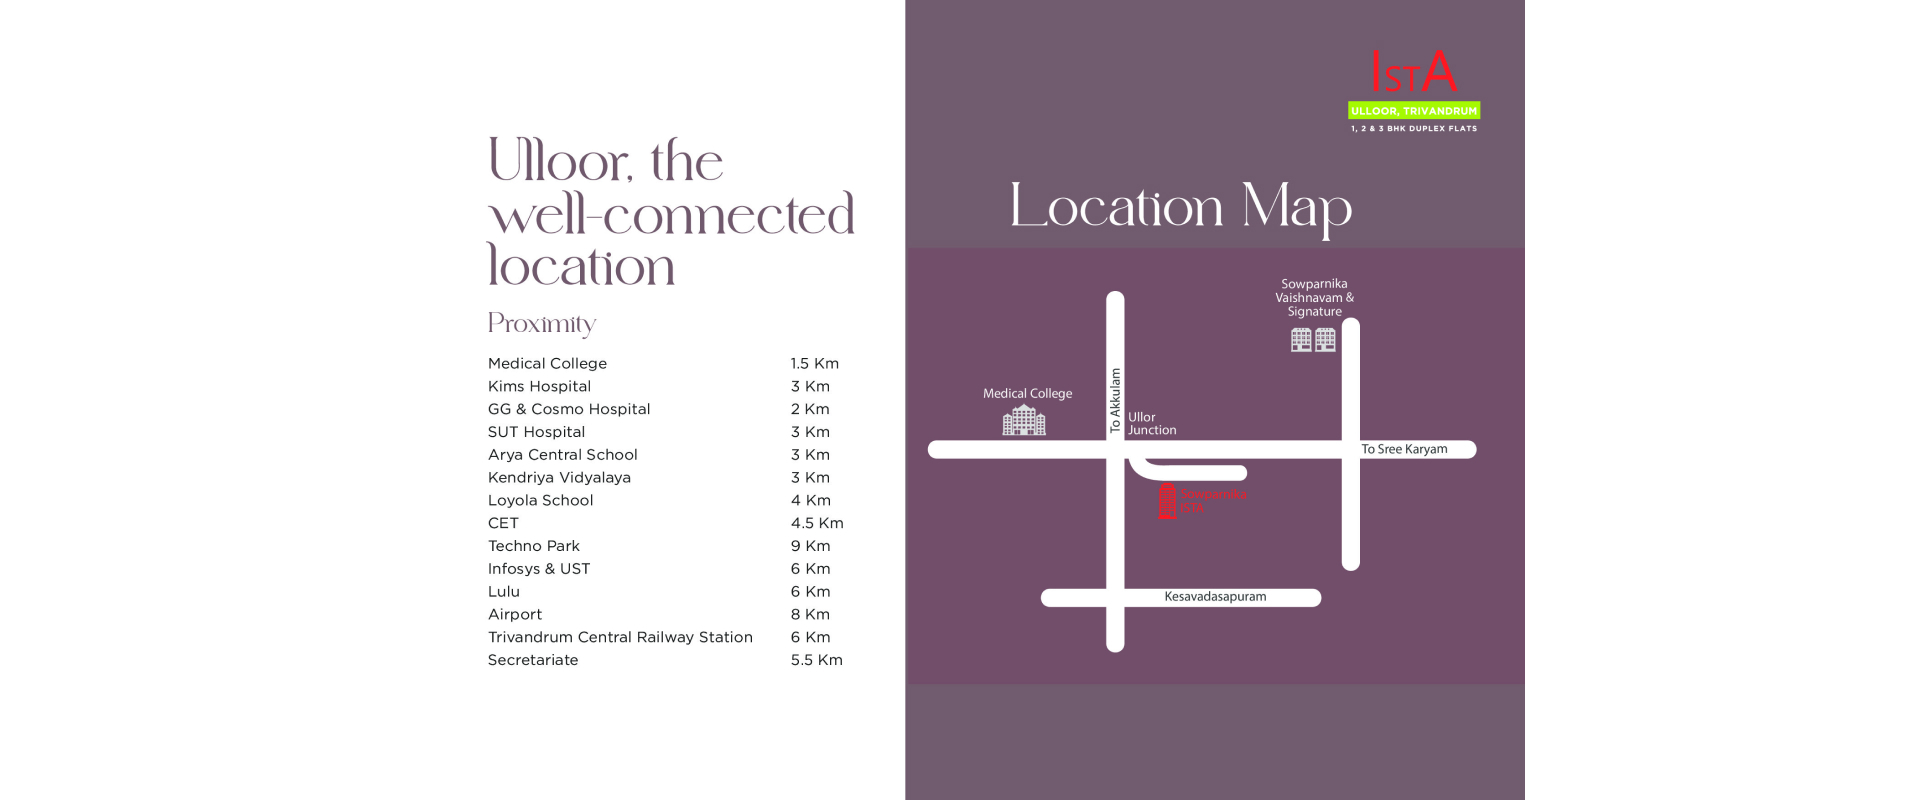 Ulloor, the
well-connected
location
Proximity
Medical College 1.5 Km
Kims Hospital 3 Km
GG & Cosmo Hospital 2 Km
SUT Hospital 3 Km
Arya Central School 3 Km
Kendriya Vidyalaya 3 Km
Loyola School 4 Km
CET 4.5 Km
Techno Park 9 Km
Infosys & UST 6 Km
Lulu 6 Km
Airport 8 Km
Trivandrum Central Railway Station 6 Km
Secretariate 5.5 Km
ISTA
ULLOOR, TRIVANDRUM
1, 2 & 3 BHK DUPLEX FLATS
Location Map
Sowparnika
Vaishnavam &
Signature
Medical College
To Akkulam
Ullor
Junction
To Sree Karyam
Sowparnika
ISTA
Kesavadasapuram